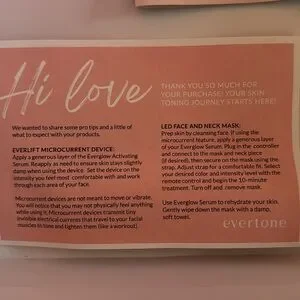 Hi love
THANK YOU SO MUCH FOR
YOUR PURCHASE! YOUR SKIN
TONING JOURNEY STARTS HERE!
We wanted to share some pro tips and a little of
what to expect with your products.
EVERLIFT MICROCURRENT DEVICE:
Apply a generous layer of the Everglow Activating
Serum. Reapply as need to ensure skin stays slightly
damp when using the device. Set the device on the
intensity you feel most comfortable with and work
through each area of your face.
Microcurrent devices are not meant to move or vibrate.
You will notice that you may not physically feel anything
while using it. Microcurrent devices transmit tiny
invisible electrical currents that travel to your facial
muscles to tone and tighten them (like a workout).
LED FACE AND NECK MASK:
Prep skin by cleansing face. If using the
microcurrent feature, apply a generous layer
of your Everglow Serum. Plug in the controller
and connect to the mask and neck piece
(if desired), then secure on the mask using the
strap. Adjust strap for a comfortable fit. Select
your desired color and intensity level with the
remote control and begin the 10-minute
treatment. Turn off and remove mask.
Use Everglow Serum to rehydrate your skin.
Gently wipe down the mask with a damp,
soft towel.
evertone